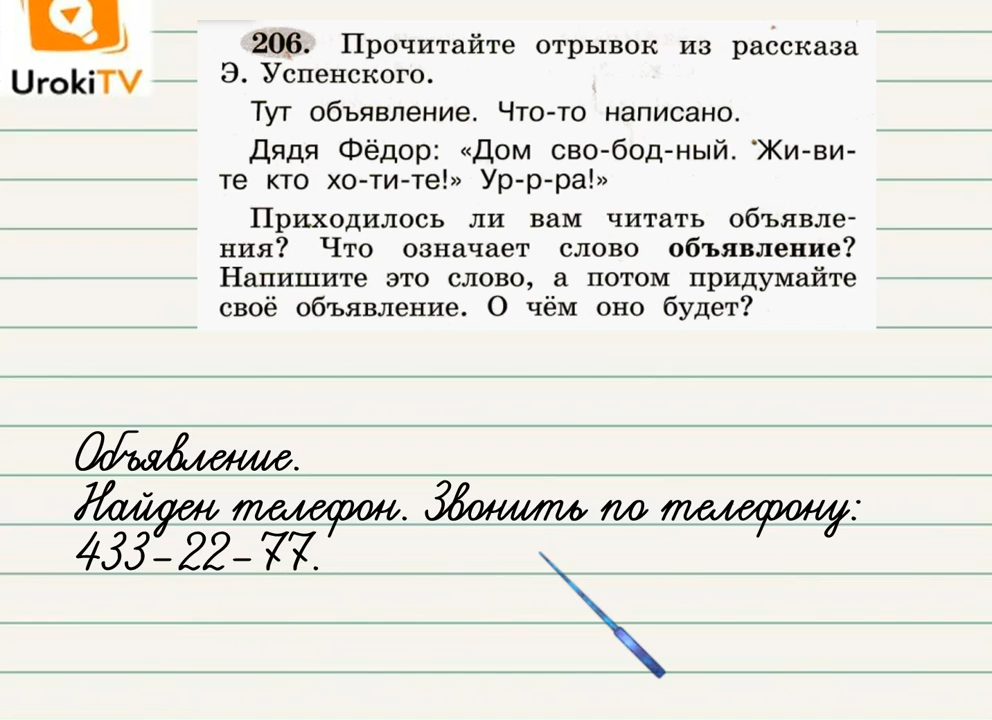 UrokiTV
206. Прочитайте отрывок из рассказа
Э. Успенского.
Тут объявление. Что-то написано.
Дядя Фёдор: «Дом сво-бод-ный. Жи-ви-
те кто хо-ти-те!» Ур-р-ра!»
Приходилось ли вам читать объявле-
ния? Что означает слово объявление?
Напишите это слово, а потом придумайте
своё объявление. О чём оно будет?
Объявление.
Найден телефон. Звонить по телефону:
433-22-77.